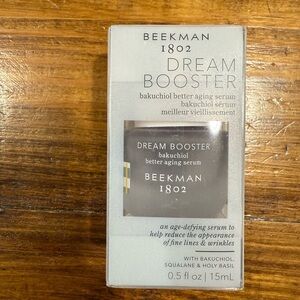 BEEKMAN
1802
DREAM
BOOSTER
bakuchiol better aging serum
bakuchiol sérum
meilleur vieillissement
DREAM BOOSTER
bakuchiol
better aging serum
BEEKMAN
1802
an age-defying serum to
help reduce the appearance
of fine lines & wrinkles
WITH BAKUCHIOL,
SQUALANE & HOLY BASIL
0.5 fl oz | 15mL